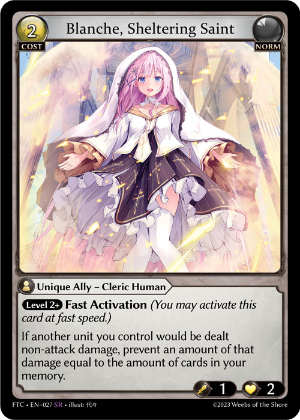 2 Blanche, Sheltering Saint
COST NORM
Unique Ally – Cleric Human
Level 2+ Fast Activation (You may activate
this card at fast speed.)
If another unit you control would be dealt
non-attack damage, prevent an amount of that
damage equal to the amount of cards in your
memory.
1 2
FTC • EN-027 SR • illust: 代々 ©2023 Weebs of the Shore